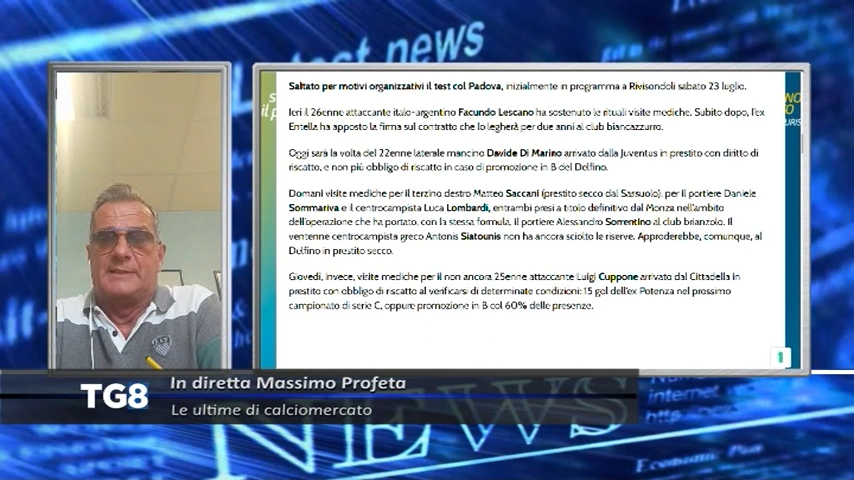 Latest news
Saltato per motivi organizzativi il test col Padova, inizialmente in programma a Rivisondoli sabato 23 luglio.
Ieri il 26enne attaccante italo-argentino Facundo Lescano ha sostenuto le rituali visite mediche. Subito dopo, l'ex
Entella ha apposto la firma sul contratto che lo legherà per due anni al club biancazzurro.
Oggi sarà la volta del 22enne laterale mancino Davide Di Marino arrivato dalla Juventus in prestito con diritto di
riscatto, e non più obbligo di riscatto in caso di promozione in B del Delfino.
Domani visite mediche per il terzino destro Matteo Saccani (prestito secco dal Sassuolo), per il portiere Daniele
Sommariva e il centrocampista Luca Lombardi, entrambi presi a titolo definitivo dal Monza nell'ambito
dell'operazione che ha portato, con la stessa formula, il portiere Alessandro Sorrentino al club brianzolo. Il
ventenne centrocampista greco Antonis Siatounis non ha ancora sciolto le riserve. Approderebbe, comunque, al
Delfino in prestito secco.
Giovedì, invece, visite mediche per il non ancora 25enne attaccante Luigi Cuppone arrivato dal Cittadella in
prestito con obbligo di riscatto al verificarsi di determinate condizioni: 15 gol dell'ex Potenza nel prossimo
campionato di serie C, oppure promozione in B col 60% delle presenze.
1
TG8
In diretta Massimo Profeta
Le ultime di calciomercato
NEWS
internet
http